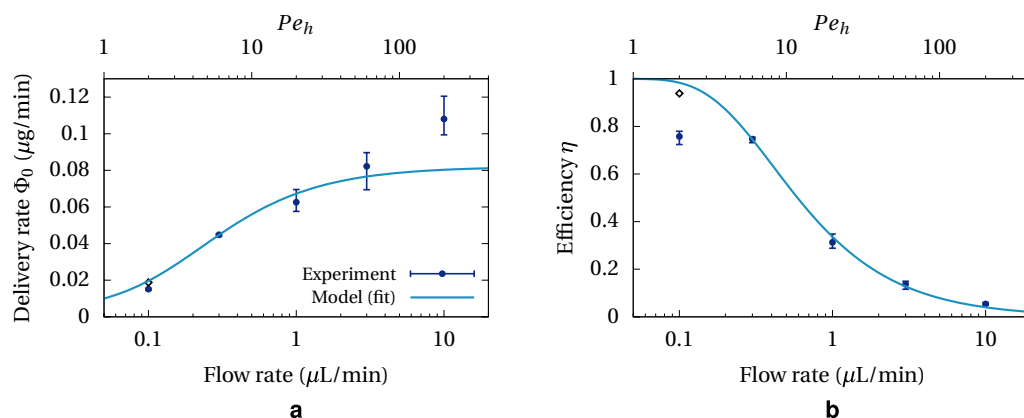 Pe_h
1 10 100
Delivery rate Φ₀ (µg/min)
0.12
0.1
0.08
0.06
0.04
0.02
0
Experiment
Model (fit)
0.1 1 10
Flow rate (µL/min)
a
Pe_h
1 10 100
Efficiency η
1
0.8
0.6
0.4
0.2
0
0.1 1 10
Flow rate (µL/min)
b